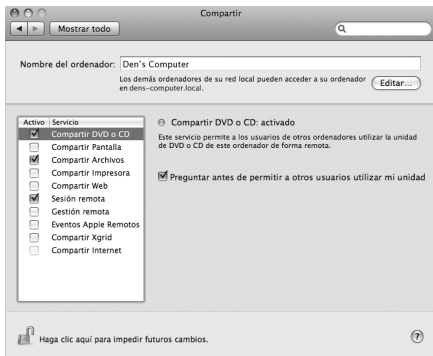 Compartir
Mostrar todo
Nombre del ordenador: Den's Computer
Los demás ordenadores de su red local pueden acceder a su ordenador
en dens-computer.local.
Editar...
Activo Servicio
Compartir DVD o CD
Compartir Pantalla
Compartir Archivos
Compartir Impresora
Compartir Web
Sesión remota
Gestión remota
Eventos Apple Remotos
Compartir Xgrid
Compartir Internet
Compartir DVD o CD: activado
Este servicio permite a los usuarios de otros ordenadores utilizar la unidad
de DVD o CD de este ordenador de forma remota.
Preguntar antes de permitir a otros usuarios utilizar mi unidad
Haga clic aquí para impedir futuros cambios.
?